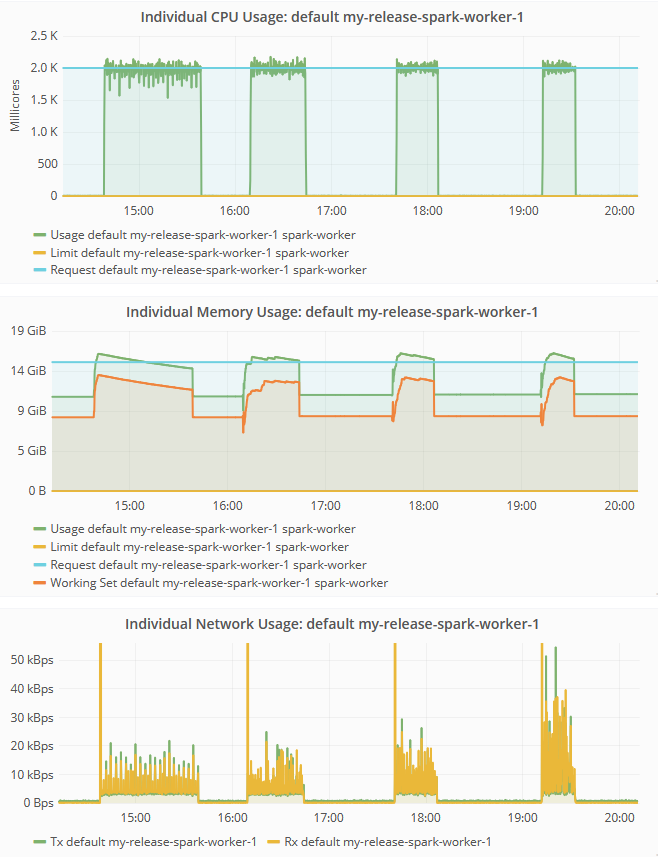 Individual CPU Usage: default my-release-spark-worker-1
2.5 K
2.0 K
1.5 K
1.0 K
500
0
Millicores
15:00 16:00 17:00 18:00 19:00 20:00
Usage default my-release-spark-worker-1 spark-worker
Limit default my-release-spark-worker-1 spark-worker
Request default my-release-spark-worker-1 spark-worker
Individual Memory Usage: default my-release-spark-worker-1
19 GiB
14 GiB
9 GiB
5 GiB
0 B
15:00 16:00 17:00 18:00 19:00 20:00
Usage default my-release-spark-worker-1 spark-worker
Limit default my-release-spark-worker-1 spark-worker
Request default my-release-spark-worker-1 spark-worker
Working Set default my-release-spark-worker-1 spark-worker
Individual Network Usage: default my-release-spark-worker-1
50 kBps
40 kBps
30 kBps
20 kBps
10 kBps
0 Bps
15:00 16:00 17:00 18:00 19:00 20:00
Tx default my-release-spark-worker-1 Rx default my-release-spark-worker-1